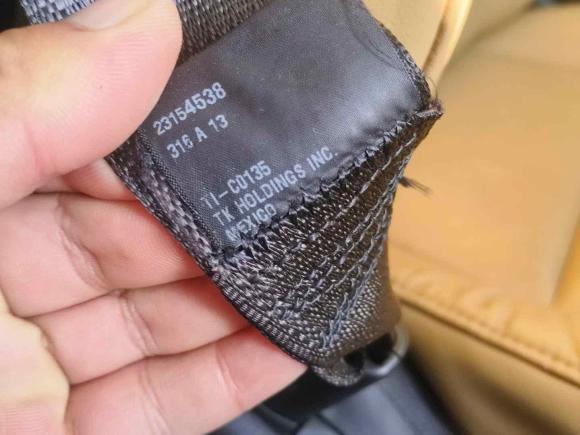 23154538
316 A 13
TI-C0135
TK HOLDINGS INC.
MEXICO